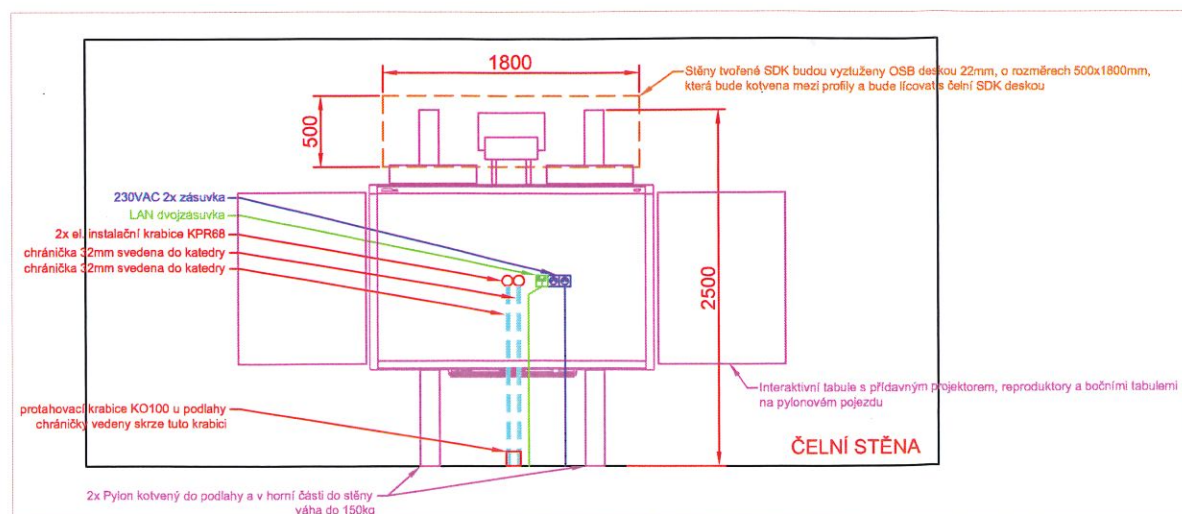 1800
Stěny tvořené SDK budou vyztuženy OSB deskou 22mm, o rozměrech 500x1800mm,
která bude kotvena mezi profily a bude lícovat s čelní SDK deskou
500
230VAC 2x zásuvka
LAN dvojzásuvka
2x el. instalační krabice KPR68
chránička 32mm svedena do katedry
chránička 32mm svedena do katedry
2500
Interaktivní tabule s přídavným projektorem, reproduktory a bočními tabulemi
na pylonovém pojezdu
protahovací krabice KO100 u podlahy
chráničky vedeny skrze tuto krabici
ČELNÍ STĚNA
2x Pylon kotvený do podlahy a v horní části do stěny
váha do 150kg